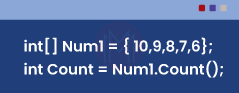 int[] Num1 = { 10,9,8,7,6};
int Count = Num1.Count();